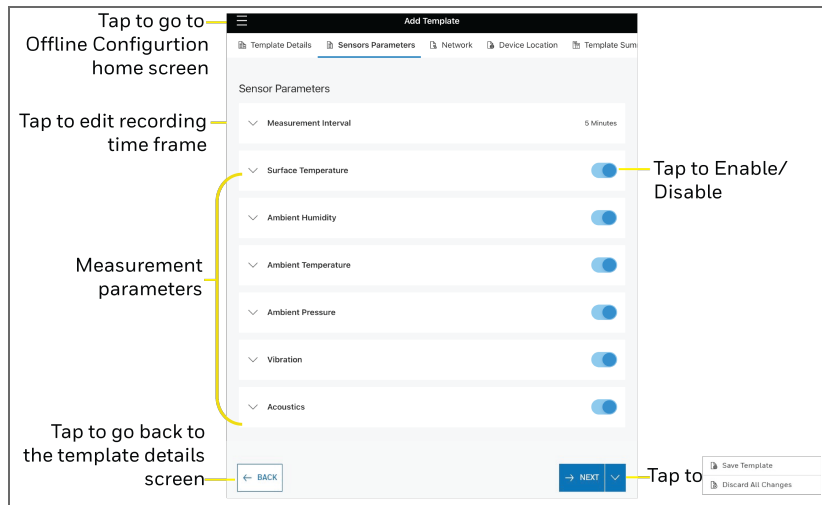 Tap to go to
Offline Configurtion
home screen
Add Template
Template Details
Sensors Parameters
Network
Device Location
Template Sum
Sensor Parameters
Tap to edit recording
time frame
Measurement Interval
5 Minutes
Surface Temperature
Tap to Enable/
Disable
Ambient Humidity
Measurement
parameters
Ambient Temperature
Ambient Pressure
Vibration
Acoustics
Tap to go back to
the template details
screen
BACK
NEXT
Tap to
Save Template
Discard All Changes